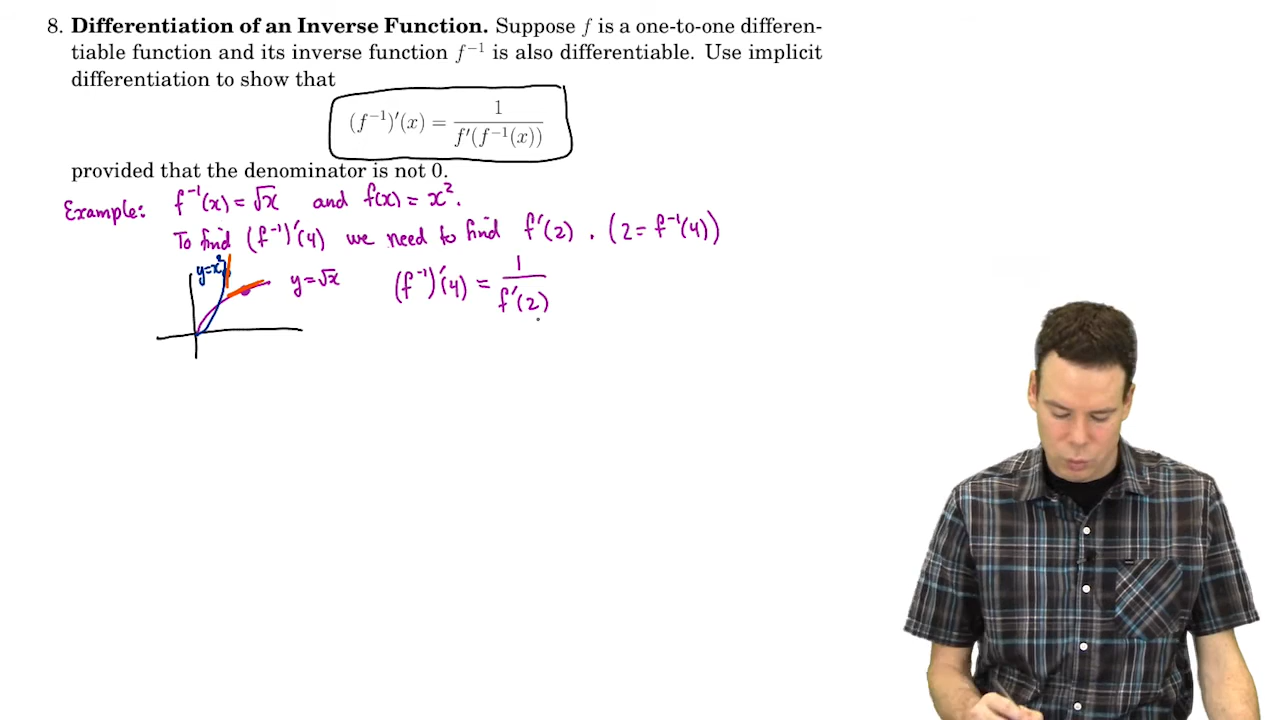 8. Differentiation of an Inverse Function. Suppose f is a one-to-one differen-
tiable function and its inverse function f⁻¹ is also differentiable. Use implicit
differentiation to show that
(f⁻¹)′(x) = 1 / f′(f⁻¹(x))
provided that the denominator is not 0.
Example: f⁻¹(x) = √x and f(x) = x².
To find (f⁻¹)′(4) we need to find f′(2). (2 = f⁻¹(4))
y=x² y=√x (f⁻¹)′(4) = 1 / f′(2)